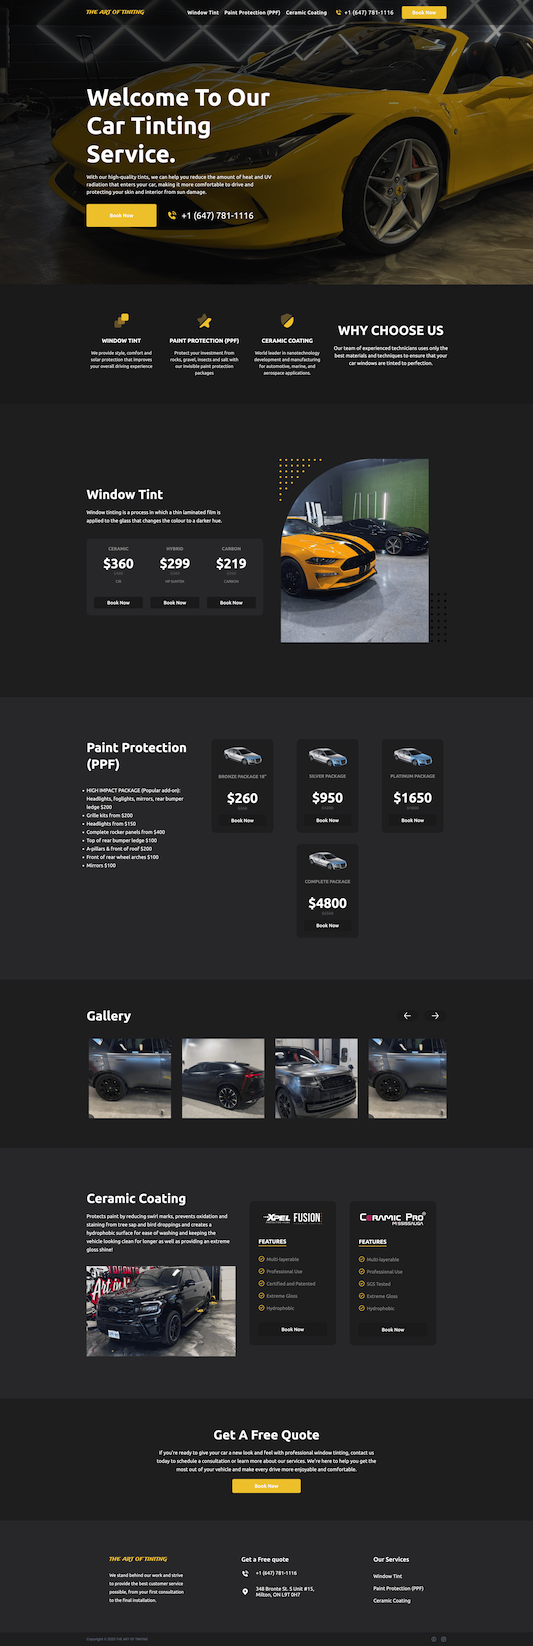 THE ART OF TINTING
Window Tint Paint Protection (PPF) Ceramic Coating +1 (647) 781-1116 Book Now
Welcome To Our
Car Tinting
Service.
With our high-quality tints, we can help you reduce the amount of heat and UV
radiation that enters your car, making it more comfortable to drive and
protecting your skin and interior from sun damage.
Book Now +1 (647) 781-1116
WINDOW TINT
We provide style, comfort and
solar protection that improves
your overall driving experience
PAINT PROTECTION (PPF)
Protect your investment from
rocks, gravel, insects and salt with
our invisible paint protection
packages
CERAMIC COATING
World leader in nanotechnology
development and manufacturing
for automotive, marine, and
aerospace applications.
WHY CHOOSE US
Our team of experienced technicians uses only the
best materials and techniques to ensure that your
car windows are tinted to perfection.
Window Tint
Window tinting is a process in which a thin laminated film is
applied to the glass that changes the colour to a darker hue.
CERAMIC
$360
Book Now
HYBRID
$299
Book Now
CARBON
$219
CARBON
Book Now
Paint Protection
(PPF)
• HIGH IMPACT PACKAGE (Popular add-on):
Headlights, foglights, mirrors, rear bumper
ledge $200
• Grille kits from $200
• Headlights from $150
• Complete rocker panels from $400
• Top of rear bumper ledge $100
• A-pillars & front of roof $200
• Front of rear wheel arches $100
• Mirrors $100
BRONZE PACKAGE 18"
$260
Book Now
SILVER PACKAGE
$950
Book Now
PLATINUM PACKAGE
$1650
Book Now
COMPLETE PACKAGE
$4800
Book Now
Gallery
Ceramic Coating
Protects paint by reducing swirl marks, prevents oxidation and
staining from tree sap and bird droppings and creates a
hydrophobic surface for ease of washing and keeping the
vehicle looking clean for longer as well as providing an extreme
gloss shine!
Art in
XPEL FUSION
FEATURES
Multi-layerable
Professional Use
Certified and Patented
Extreme Gloss
Hydrophobic
Book Now
CERAMIC PRO
MISSISSAUGA
FEATURES
Multi-layerable
Professional Use
SGS Tested
Extreme Gloss
Hydrophobic
Book Now
Get A Free Quote
If you're ready to give your car a new look and feel with professional window tinting, contact us
today to schedule a consultation or learn more about our services. We're here to help you get the
most out of your vehicle and make every drive more enjoyable and comfortable.
Book Now
THE ART OF TINTING
We stand behind our work and strive
to provide the best customer service
possible, from your first consultation
to the final installation.
Get a Free quote
+1 (647) 781-1116
348 Bronte St. S Unit #15,
Milton, ON L9T 0H7
Our Services
Window Tint
Paint Protection (PPF)
Ceramic Coating
Copyright © 2023 THE ART OF TINTING